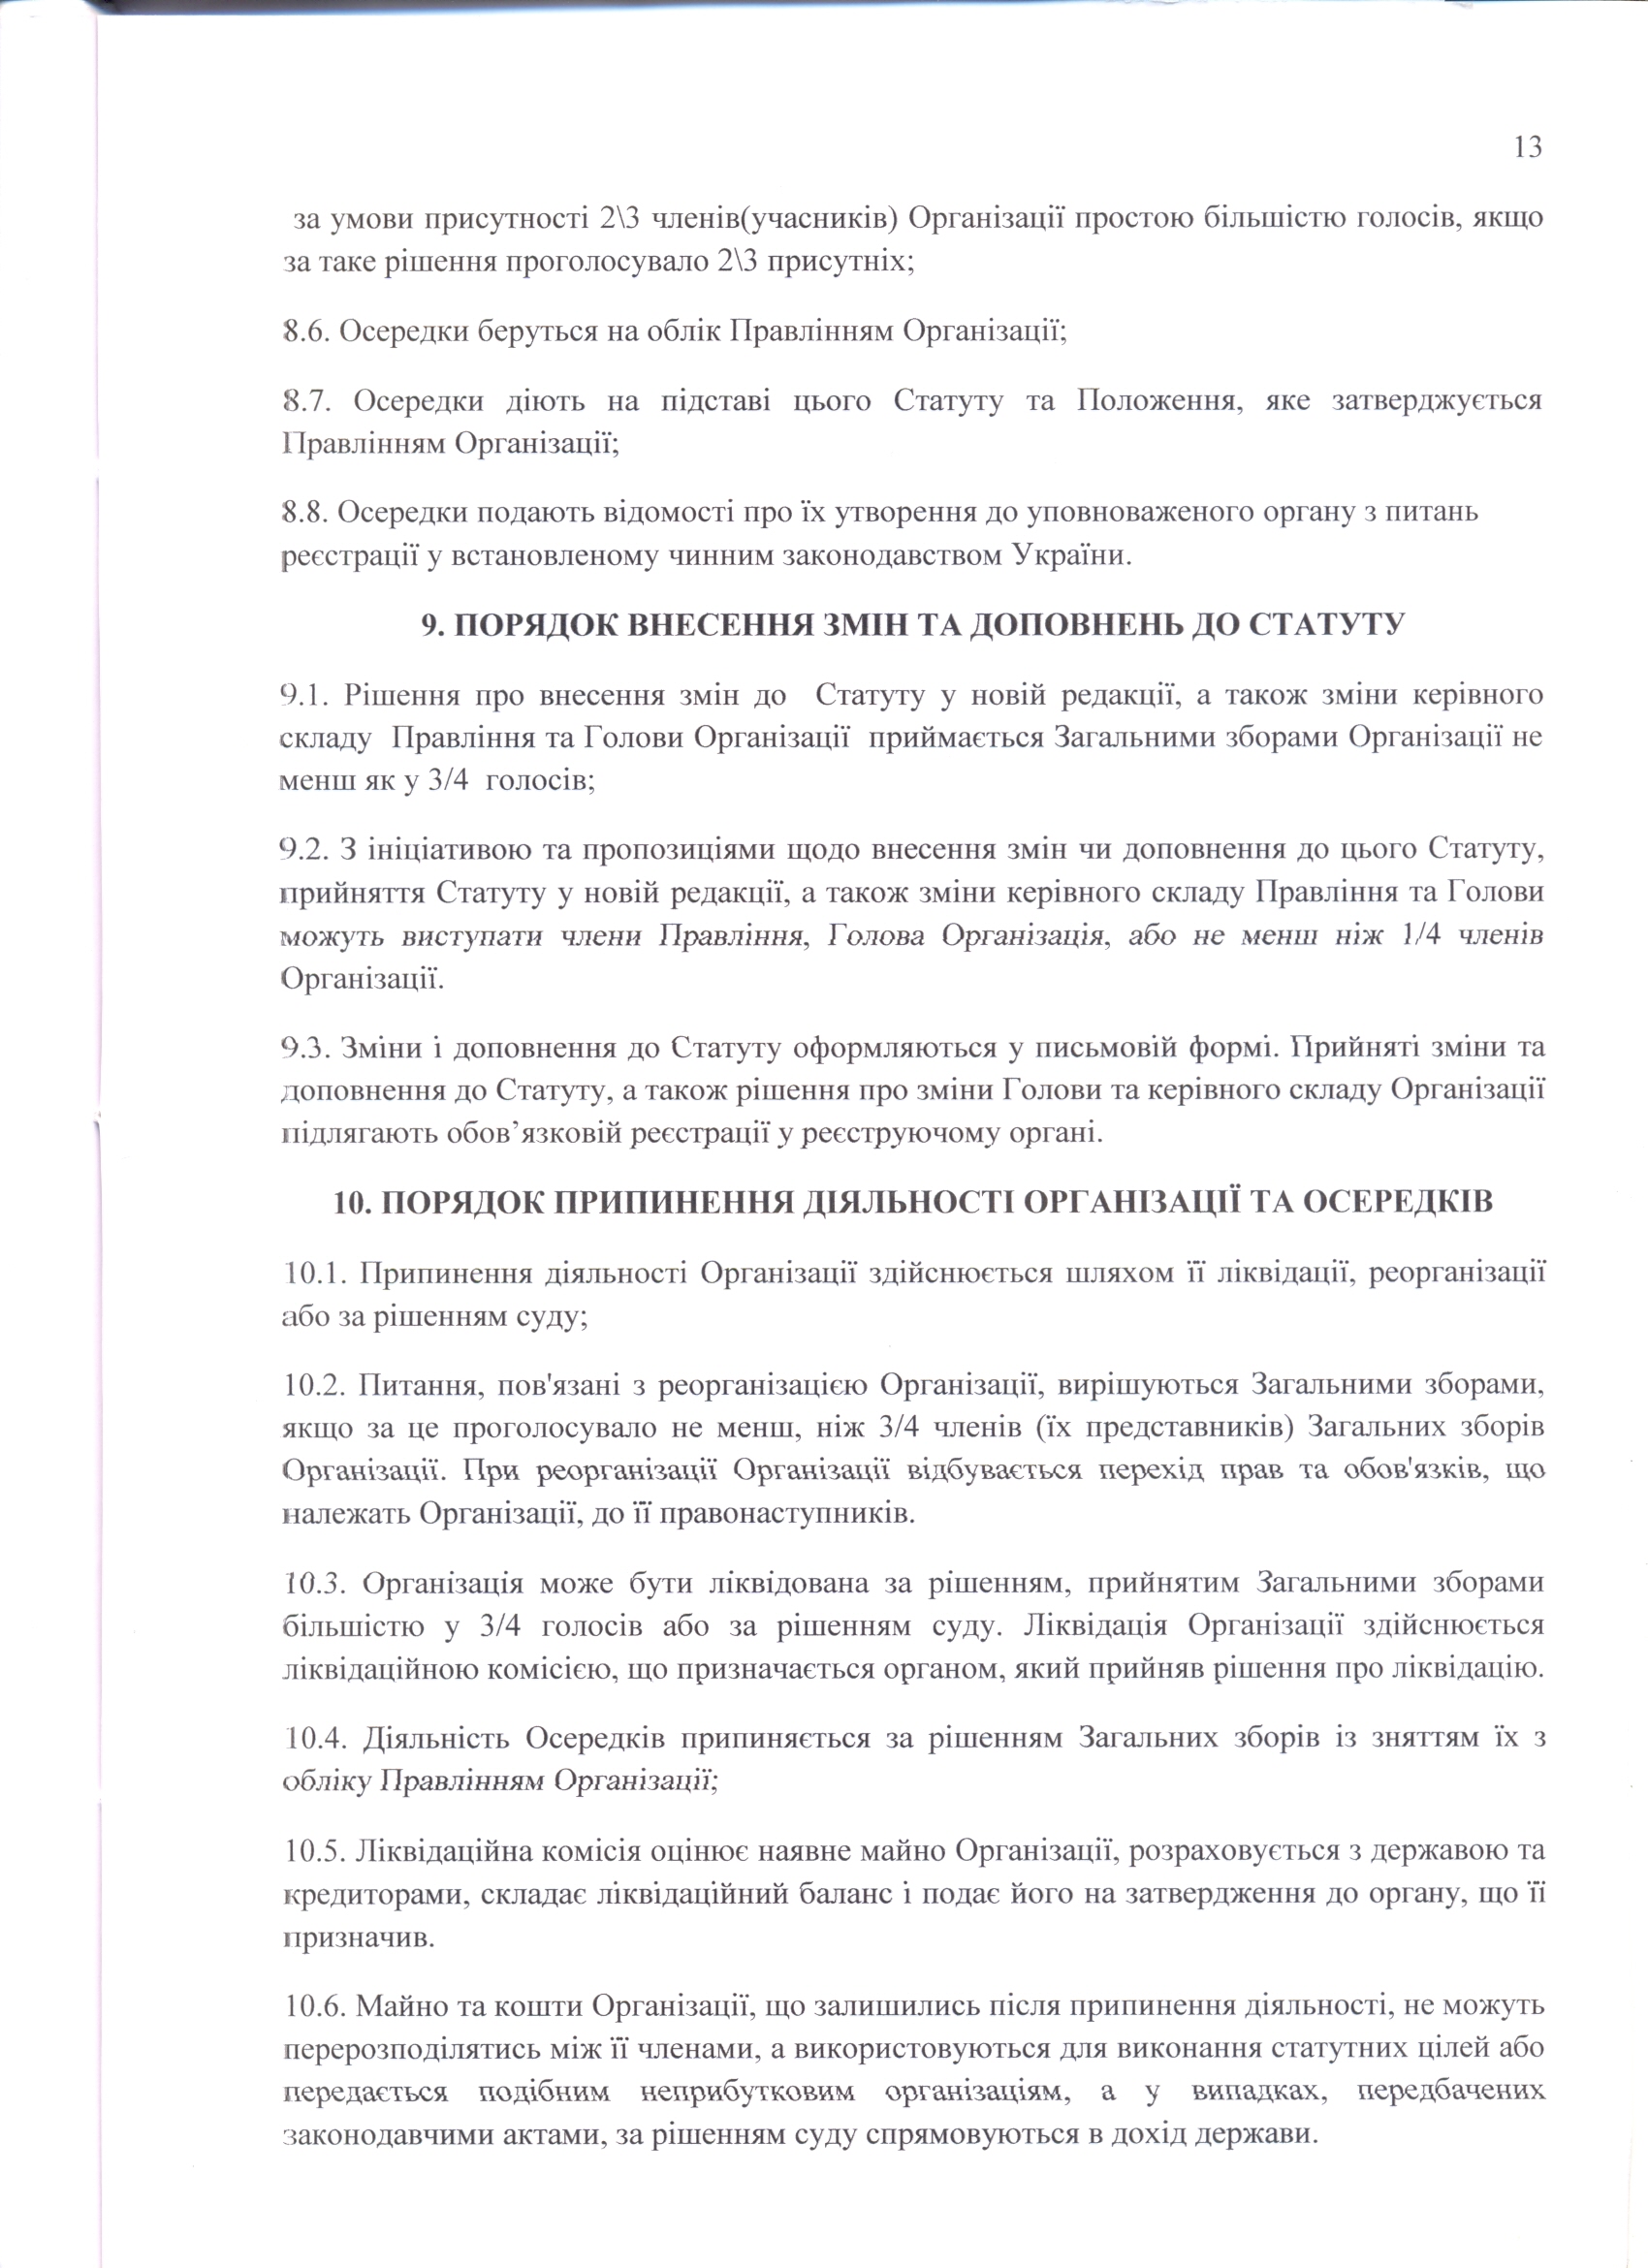 13
за умови присутності 2\3 членів(учасників) Організації простою більшістю голосів, якщо
за таке рішення проголосувало 2\3 присутніх;
8.6. Осередки беруться на облік Правлінням Організації;
8.7. Осередки діють на підставі цього Статуту та Положення, яке затверджується
Правлінням Організації;
8.8. Осередки подають відомості про їх утворення до уповноваженого органу з питань
реєстрації у встановленому чинним законодавством України.
9. ПОРЯДОК ВНЕСЕННЯ ЗМІН ТА ДОПОВНЕНЬ ДО СТАТУТУ
9.1. Рішення про внесення змін до Статуту у новій редакції, а також зміни керівного
складу Правління та Голови Організації приймається Загальними зборами Організації не
менш як у 3/4 голосів;
9.2. З ініціативою та пропозиціями щодо внесення змін чи доповнення до цього Статуту,
прийняття Статуту у новій редакції, а також зміни керівного складу Правління та Голови
можуть виступати члени Правління, Голова Організація, або не менш ніж 1/4 членів
Організації.
9.3. Зміни і доповнення до Статуту оформляються у письмовій формі. Прийняті зміни та
доповнення до Статуту, а також рішення про зміни Голови та керівного складу Організації
підлягають обов’язковій реєстрації у реєструючому органі.
10. ПОРЯДОК ПРИПИНЕННЯ ДІЯЛЬНОСТІ ОРГАНІЗАЦІЇ ТА ОСЕРЕДКІВ
10.1. Припинення діяльності Організації здійснюється шляхом її ліквідації, реорганізації
або за рішенням суду;
10.2. Питання, пов'язані з реорганізацією Організації, вирішуються Загальними зборами,
якщо за це проголосувало не менш, ніж 3/4 членів (їх представників) Загальних зборів
Організації. При реорганізації Організації відбувається перехід прав та обов'язків, що
належать Організації, до її правонаступників.
10.3. Організація може бути ліквідована за рішенням, прийнятим Загальними зборами
більшістю у 3/4 голосів або за рішенням суду. Ліквідація Організації здійснюється
ліквідаційною комісією, що призначається органом, який прийняв рішення про ліквідацію.
10.4. Діяльність Осередків припиняється за рішенням Загальних зборів із зняттям їх з
обліку Правлінням Організації;
10.5. Ліквідаційна комісія оцінює наявне майно Організації, розраховується з державою та
кредиторами, складає ліквідаційний баланс і подає його на затвердження до органу, що її
призначив.
10.6. Майно та кошти Організації, що залишились після припинення діяльності, не можуть
перерозподілятись між її членами, а використовуються для виконання статутних цілей або
передається подібним неприбутковим організаціям, а у випадках, передбачених
законодавчими актами, за рішенням суду спрямовуються в дохід держави.